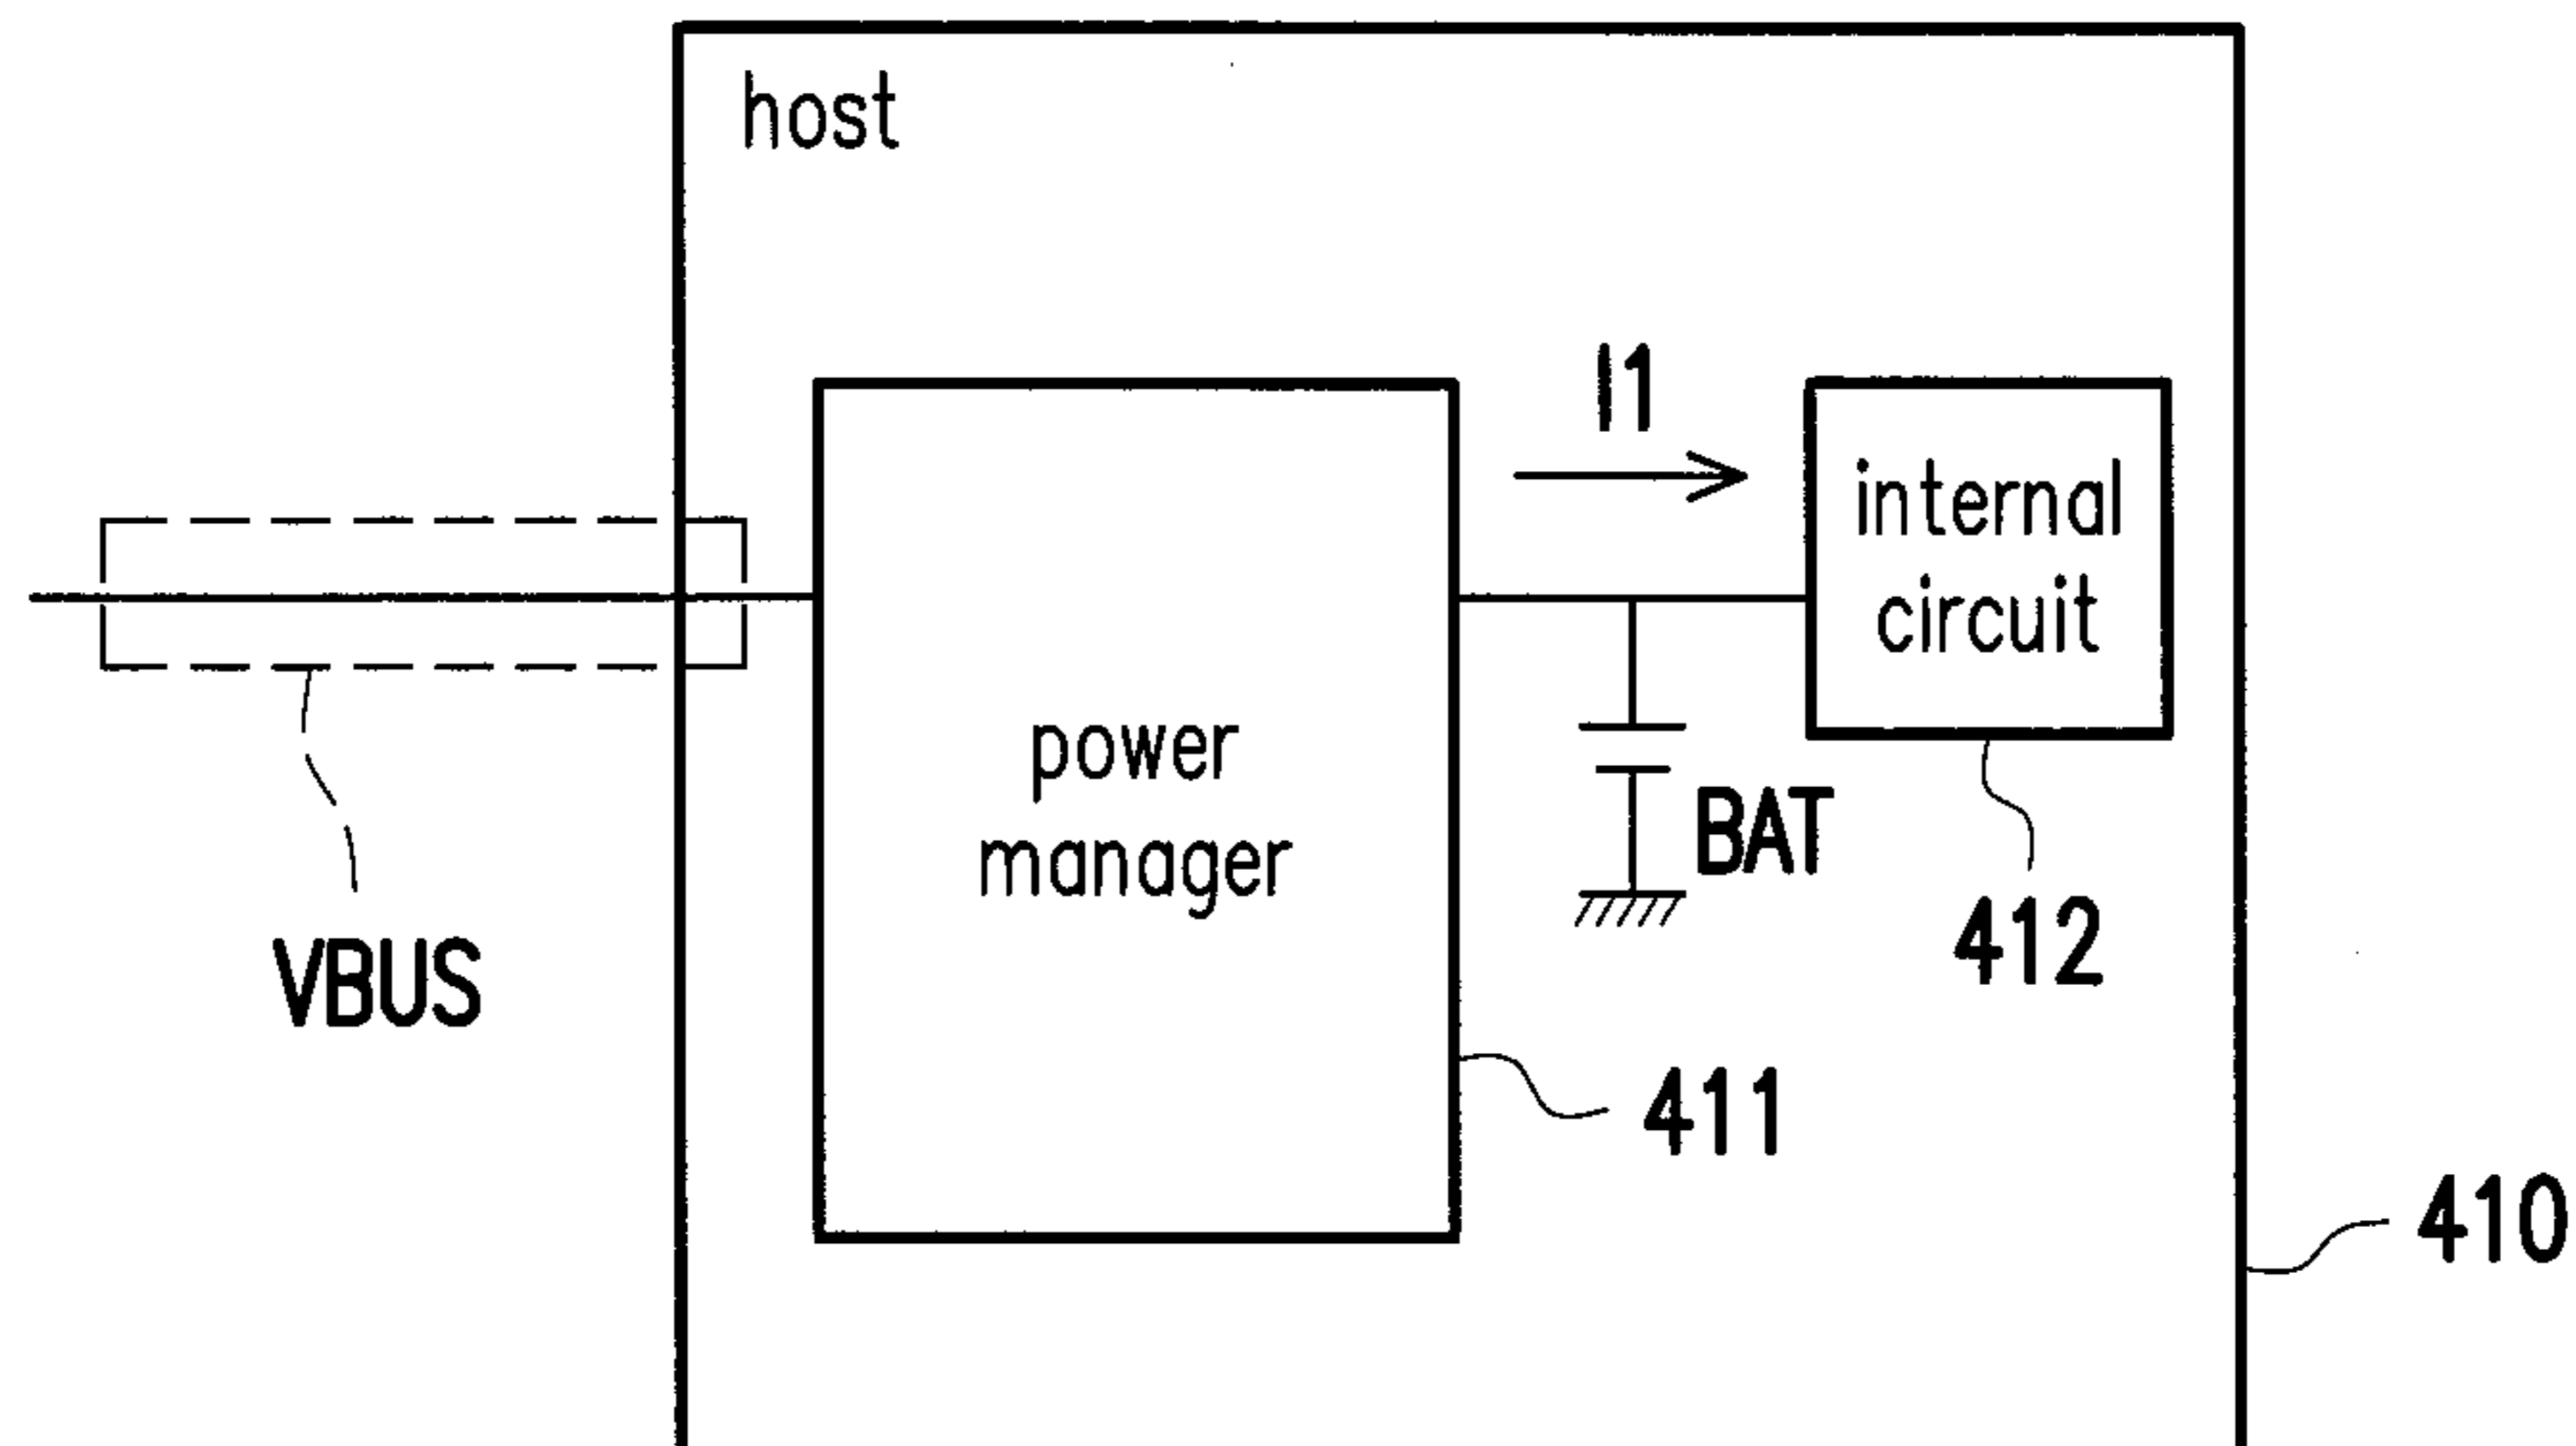 host
I1
internal
circuit
power
manager
BAT
412
VBUS
411
410